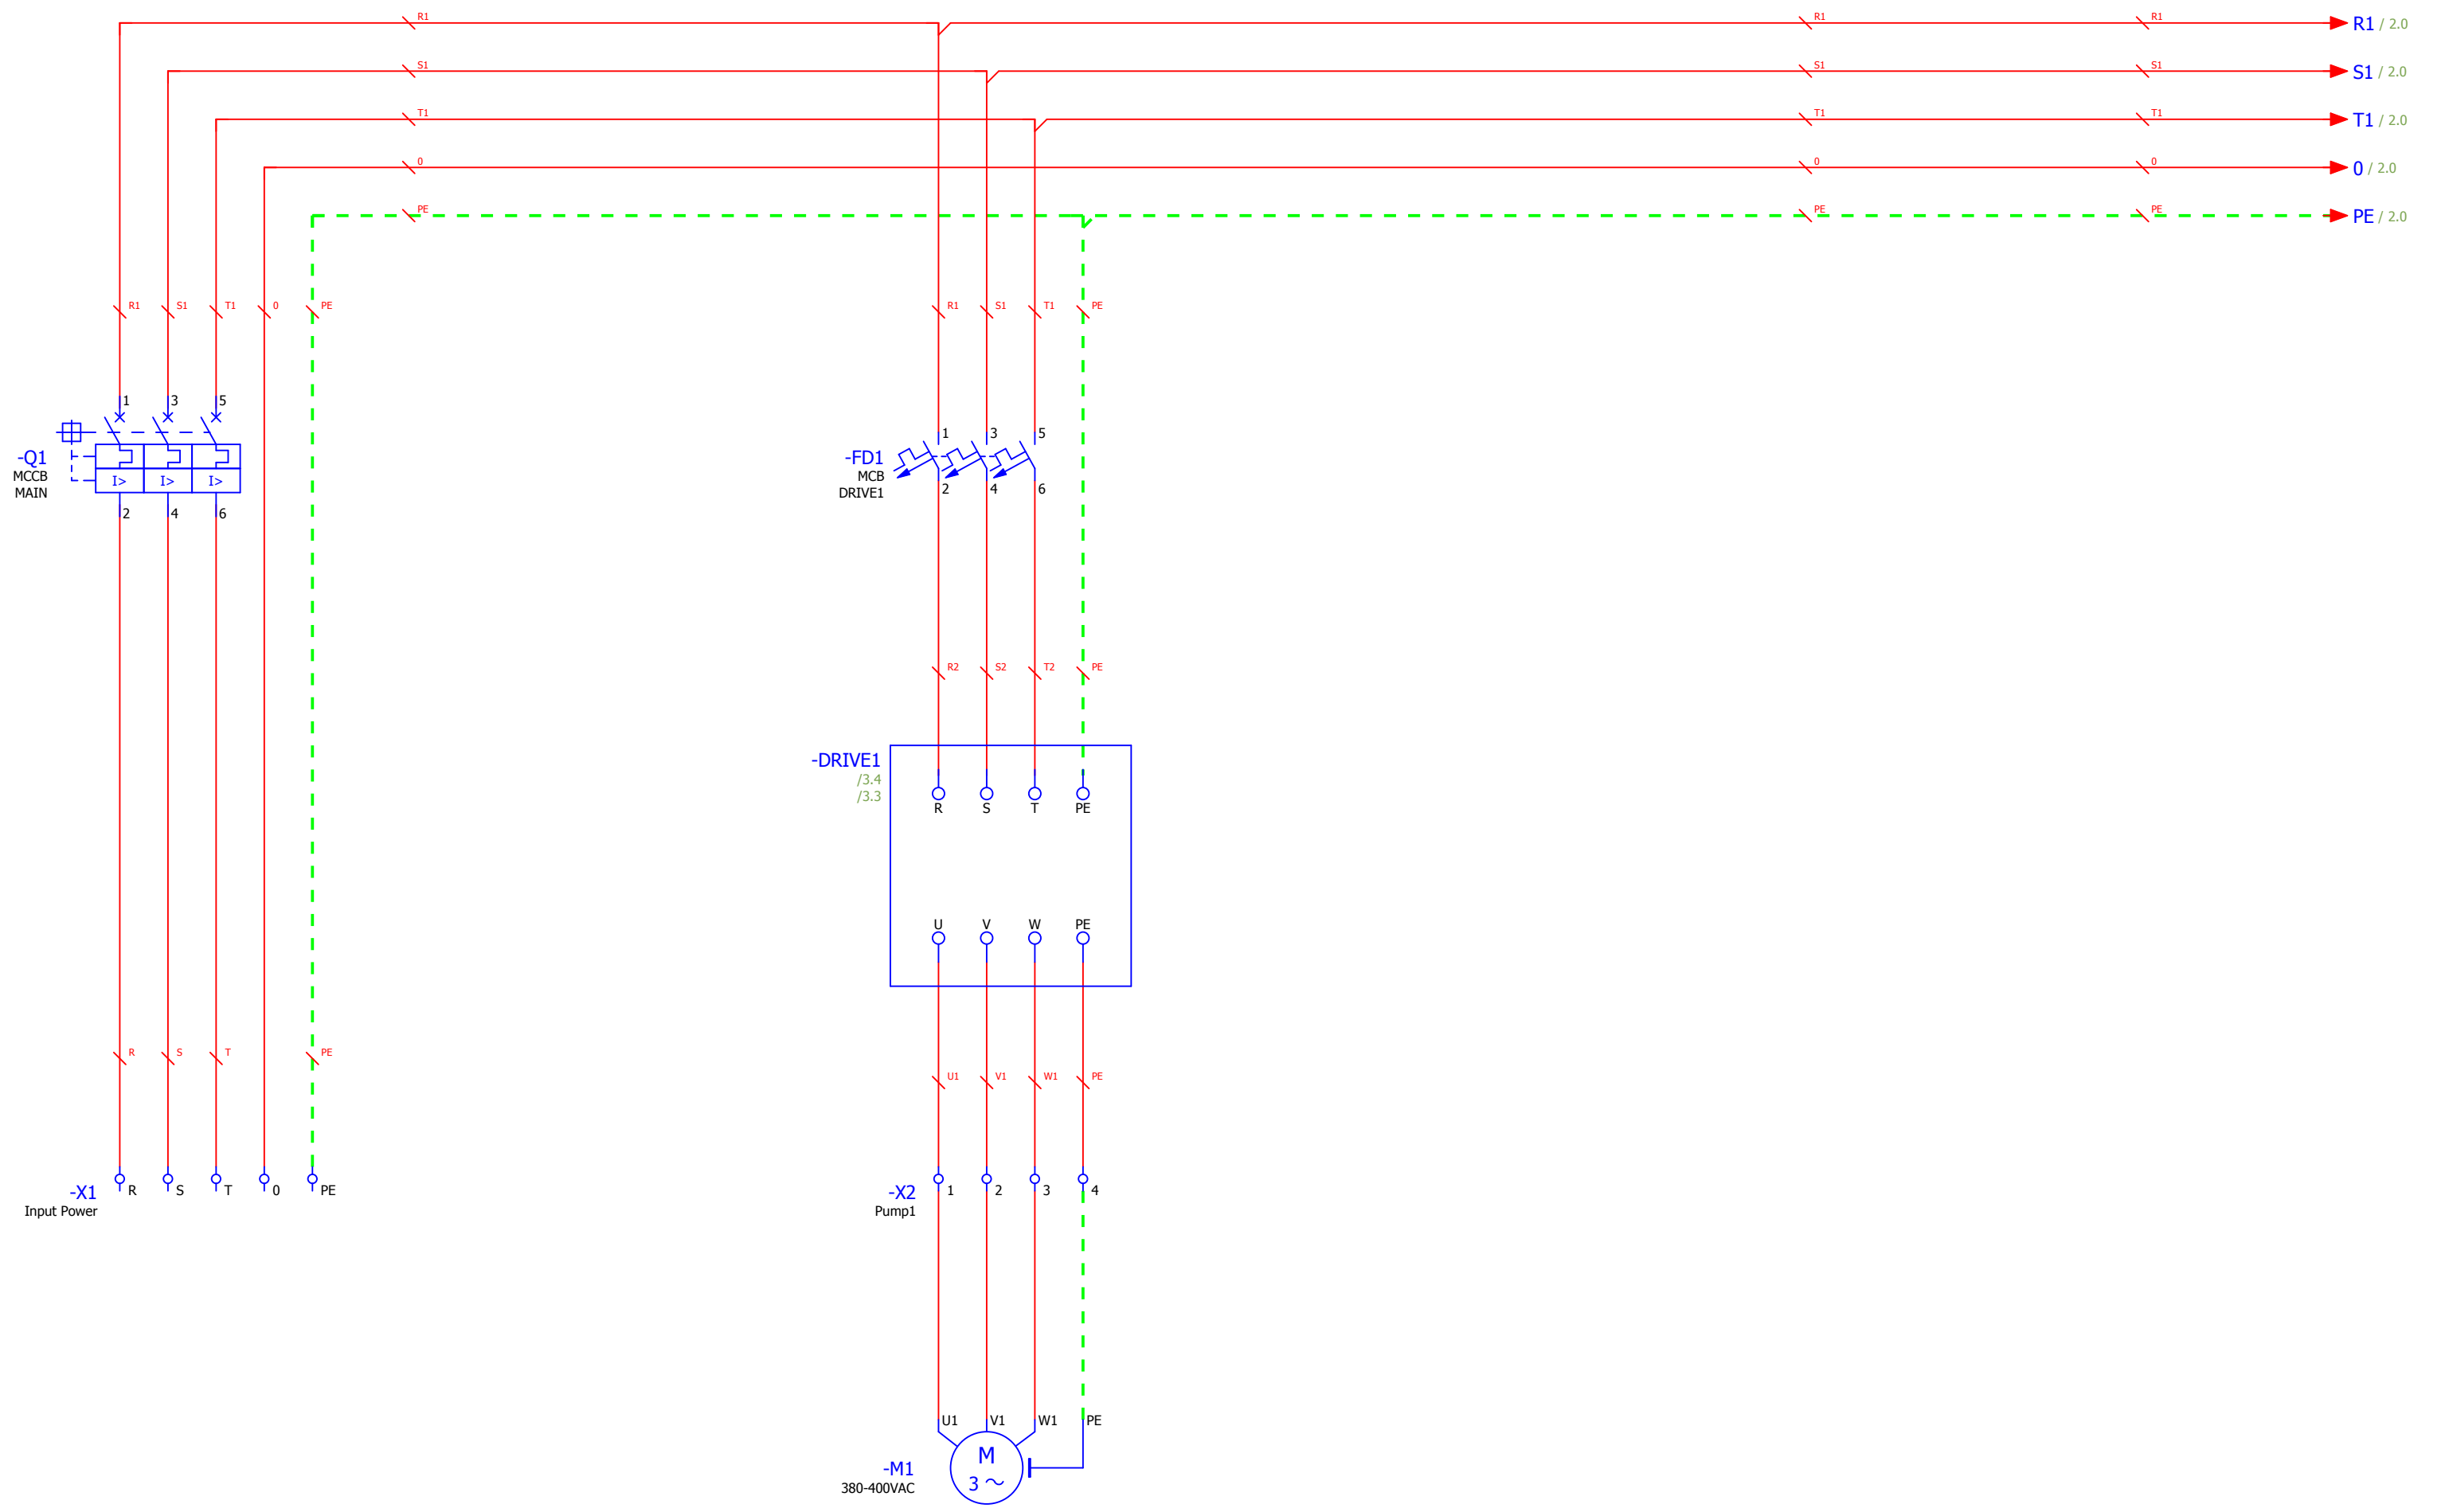 R1 R1 R1 R1 / 2.0
S1 S1 S1 S1 / 2.0
T1 T1 T1 T1 / 2.0
0 0 0 0 / 2.0
PE PE PE PE / 2.0
R1 S1 T1 0 PE R1 S1 T1 PE
1 3 5
1 3 5
-Q1
MCCB
MAIN
I> I> I>
2 4 6
-FD1
MCB
DRIVE1
2 4 6
R2 S2 T2 PE
-DRIVE1
/3.4
/3.3
R S T PE
U V W PE
R S T PE
U1 V1 W1 PE
-X1 R S T 0 PE
Input Power
-X2 1 2 3 4
Pump1
U1 V1 W1 PE
M
3 ~
-M1
380-400VAC